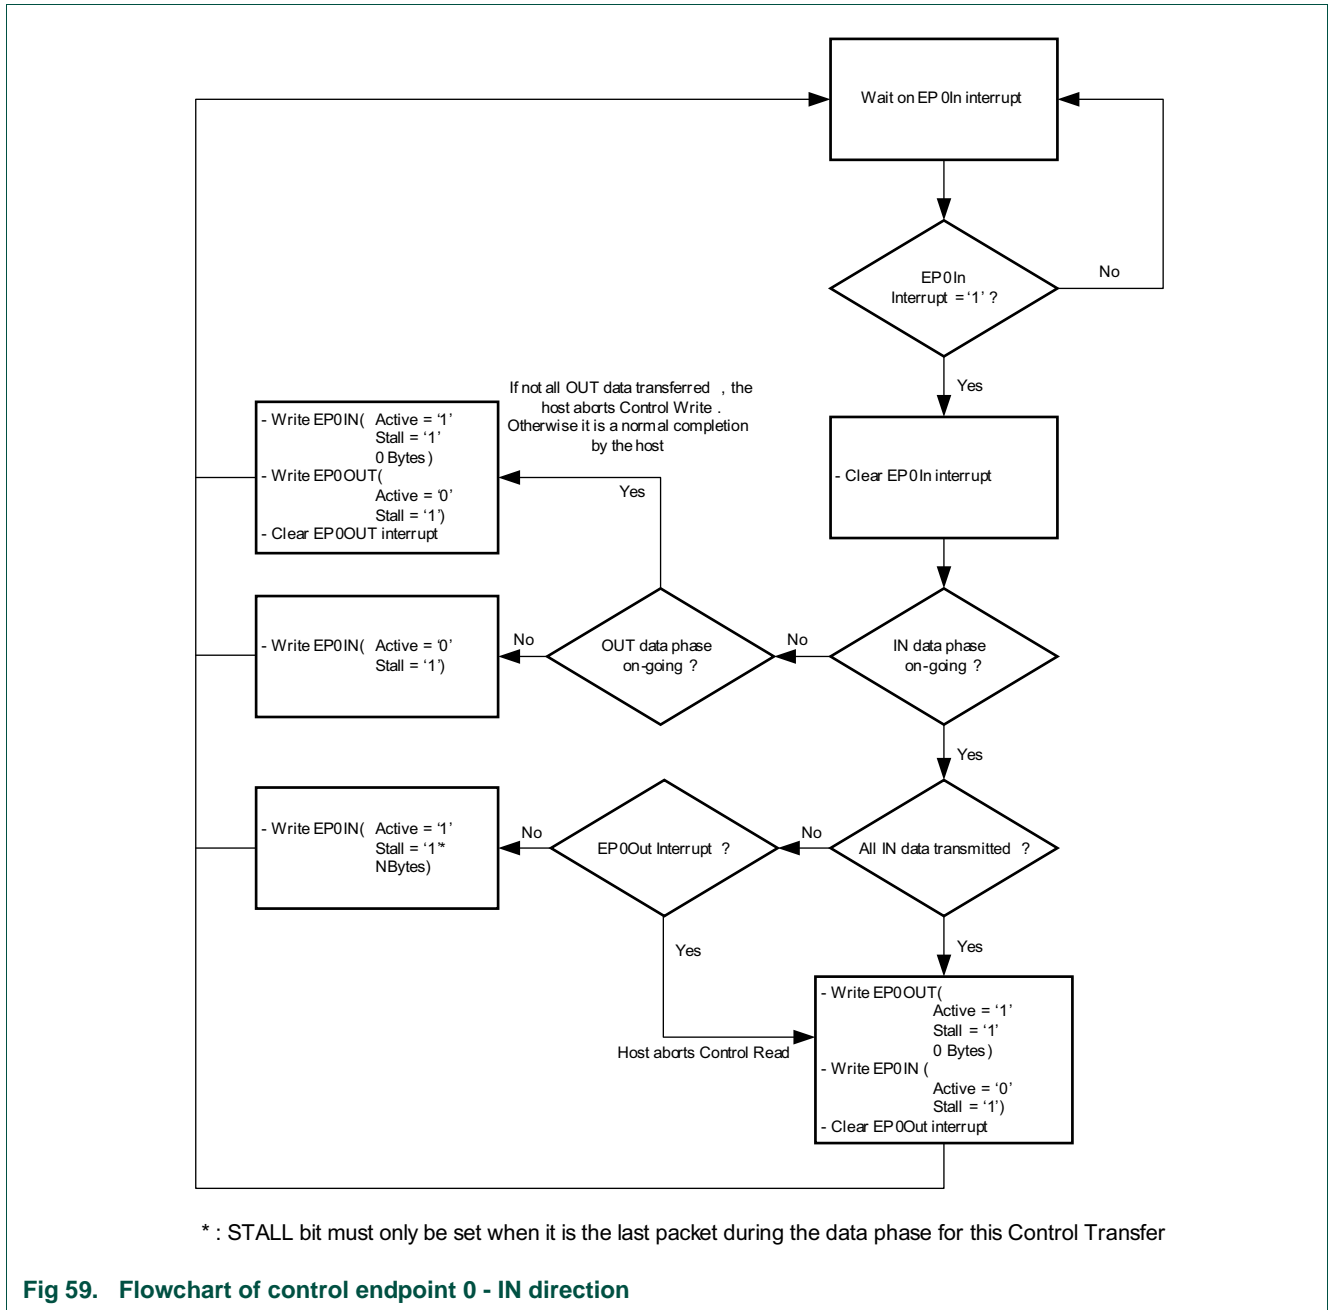 Wait on EP0In interrupt
EP0In
Interrupt = ‘1’ ?
No
Yes
If not all OUT data transferred , the
host aborts Control Write .
Otherwise it is a normal completion
by the host
- Write EP0IN( Active = ‘1’
Stall = ‘1’
0 Bytes)
- Write EP0OUT(
Active = ‘0’
Stall = ‘1’)
- Clear EP0OUT interrupt
- Clear EP0In interrupt
Yes
- Write EP0IN( Active = ‘0’
Stall = ‘1’)
No
OUT data phase
on-going ?
No
IN data phase
on-going ?
Yes
- Write EP0IN( Active = ‘1’
Stall = ‘1’*
NBytes)
No
EP0Out Interrupt ?
No
All IN data transmitted ?
Yes
Yes
Host aborts Control Read
- Write EP0OUT(
Active = ‘1’
Stall = ‘1’
0 Bytes)
- Write EP0IN (
Active = ‘0’
Stall = ‘1’)
- Clear EP0Out interrupt
* : STALL bit must only be set when it is the last packet during the data phase for this Control Transfer
Fig 59. Flowchart of control endpoint 0 - IN direction